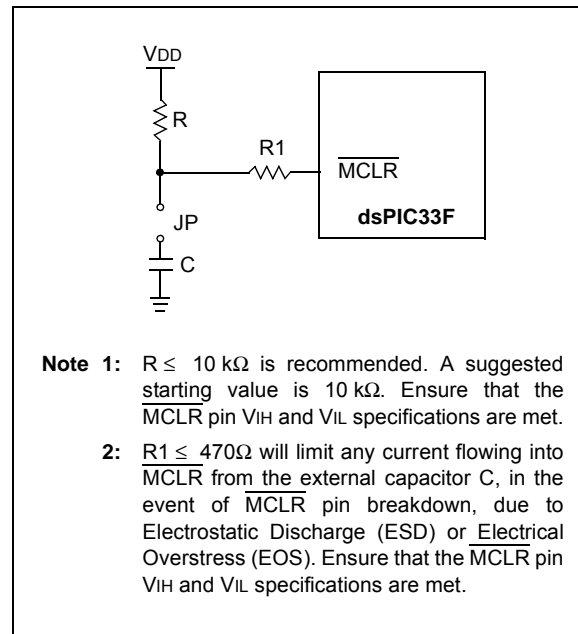 VDD
R
R1
MCLR
dsPIC33F
JP
C
Note 1: R ≤ 10 kΩ is recommended. A suggested
starting value is 10 kΩ. Ensure that the
MCLR pin VIH and VIL specifications are met.
2: R1 ≤ 470Ω will limit any current flowing into
MCLR from the external capacitor C, in the
event of MCLR pin breakdown, due to
Electrostatic Discharge (ESD) or Electrical
Overstress (EOS). Ensure that the MCLR pin
VIH and VIL specifications are met.